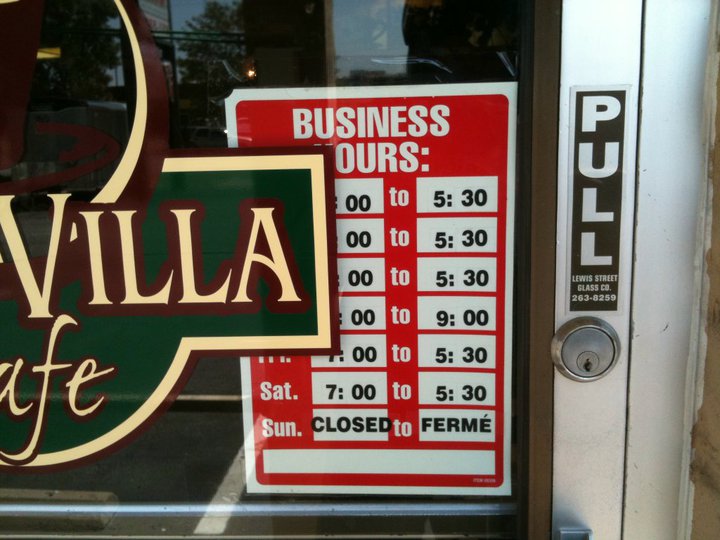 VILLA
afe
BUSINESS
OURS:
: 00 to 5: 30
: 00 to 5: 30
: 00 to 5: 30
: 00 to 9: 00
Fri. 7: 00 to 5: 30
Sat. 7: 00 to 5: 30
Sun. CLOSED to FERMÉ
PULL
LEWIS STREET
GLASS CO.
263-8259